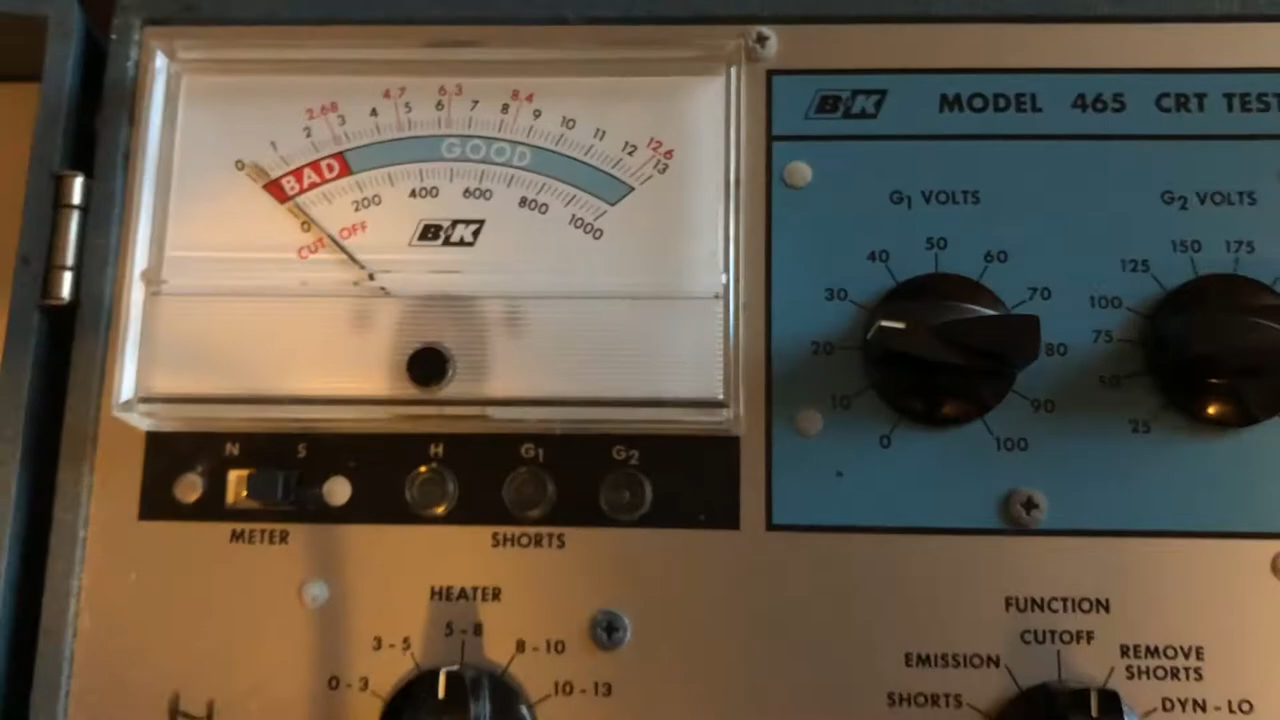 2.68 4.7 6.3 8.4 12.6
0 1 2 3 4 5 6 7 8 9 10 11 12 13
BAD GOOD
0 200 400 600 800 1000
CUT OFF
B&K
B&K MODEL 465 CRT TEST
G1 VOLTS
0 10 20 30 40 50 60 70 80 90 100
G2 VOLTS
25 50 75 100 125 150 175
N S H G1 G2
METER SHORTS
HEATER
0-3 3-5 5-8 8-10 10-13
FUNCTION
SHORTS EMISSION CUTOFF REMOVE SHORTS DYN-LO